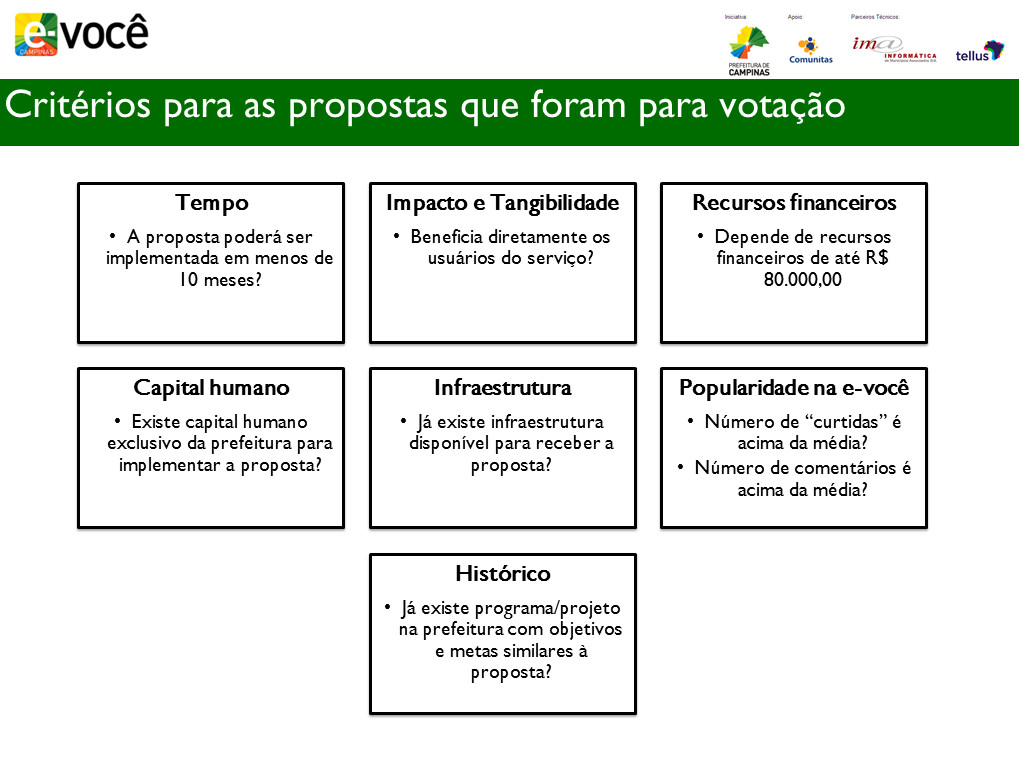 e-você
CAMPINAS
Iniciativa
Apoio:
Parceiros Técnicos:
PREFEITURA DE
CAMPINAS
Comunitas
ima
INFORMÁTICA
de Municípios Associados S/A
tellus
Critérios para as propostas que foram para votação
Tempo
• A proposta poderá ser
implementada em menos de
10 meses?
Impacto e Tangibilidade
• Beneficia diretamente os
usuários do serviço?
Recursos financeiros
• Depende de recursos
financeiros de até R$
80.000,00
Capital humano
• Existe capital humano
exclusivo da prefeitura para
implementar a proposta?
Infraestrutura
• Já existe infraestrutura
disponível para receber a
proposta?
Popularidade na e-você
• Número de “curtidas” é
acima da média?
• Número de comentários é
acima da média?
Histórico
• Já existe programa/projeto
na prefeitura com objetivos
e metas similares à
proposta?